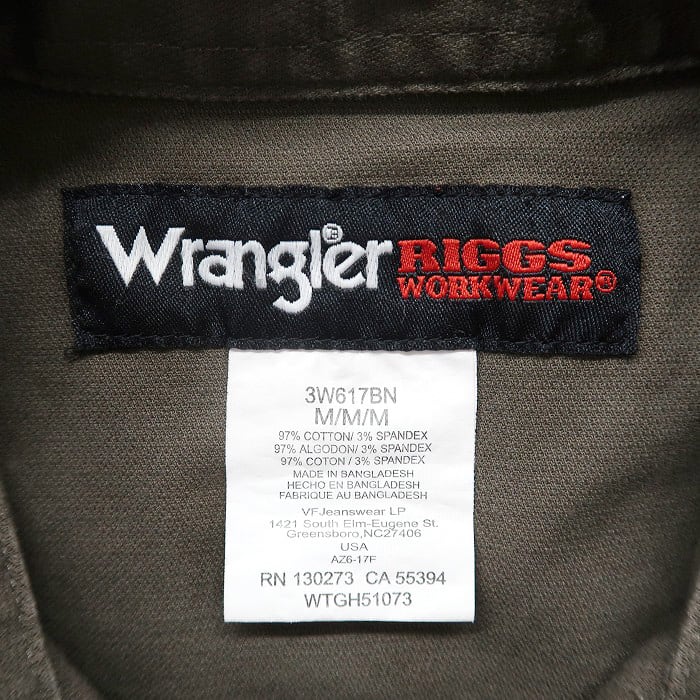 Wrangler® RIGGS
WORKWEAR®
3W617BN
M/M/M
97% COTTON/ 3% SPANDEX
97% ALGODON/ 3% SPANDEX
97% COTON / 3% SPANDEX
MADE IN BANGLADESH
HECHO EN BANGLADESH
FABRIQUE AU BANGLADESH
VFJeanswear LP
1421 South Elm-Eugene St.
Greensboro,NC27406
USA
AZ6-17F
RN 130273 CA 55394
WTGH51073